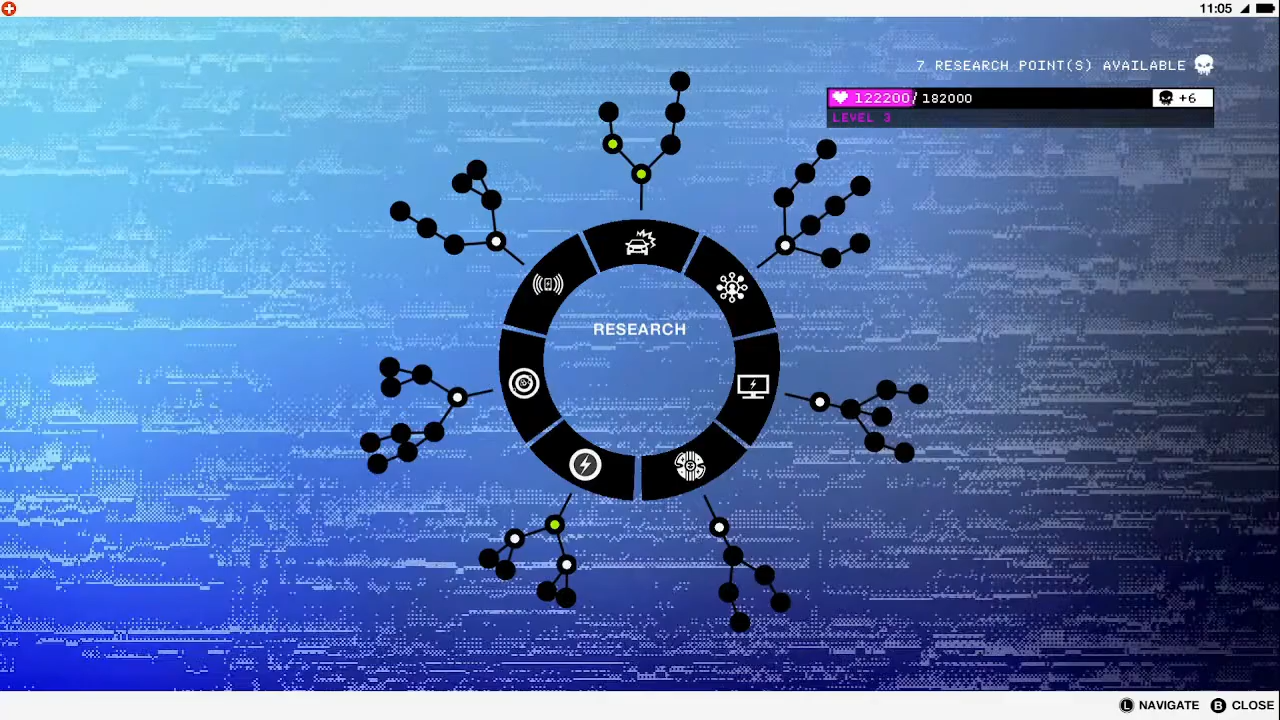 11:05
7 RESEARCH POINT(S) AVAILABLE
122200/182000
+6
LEVEL 3
RESEARCH
L NAVIGATE B CLOSE